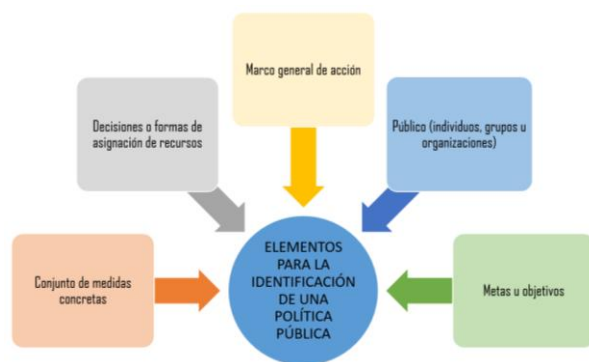 Marco general de acción
Decisiones o formas de
asignación de recursos
Público (individuos, grupos u
organizaciones)
Conjunto de medidas
concretas
ELEMENTOS
PARA LA
IDENTIFICACIÓN
DE UNA
POLÍTICA
PÚBLICA
Metas u objetivos